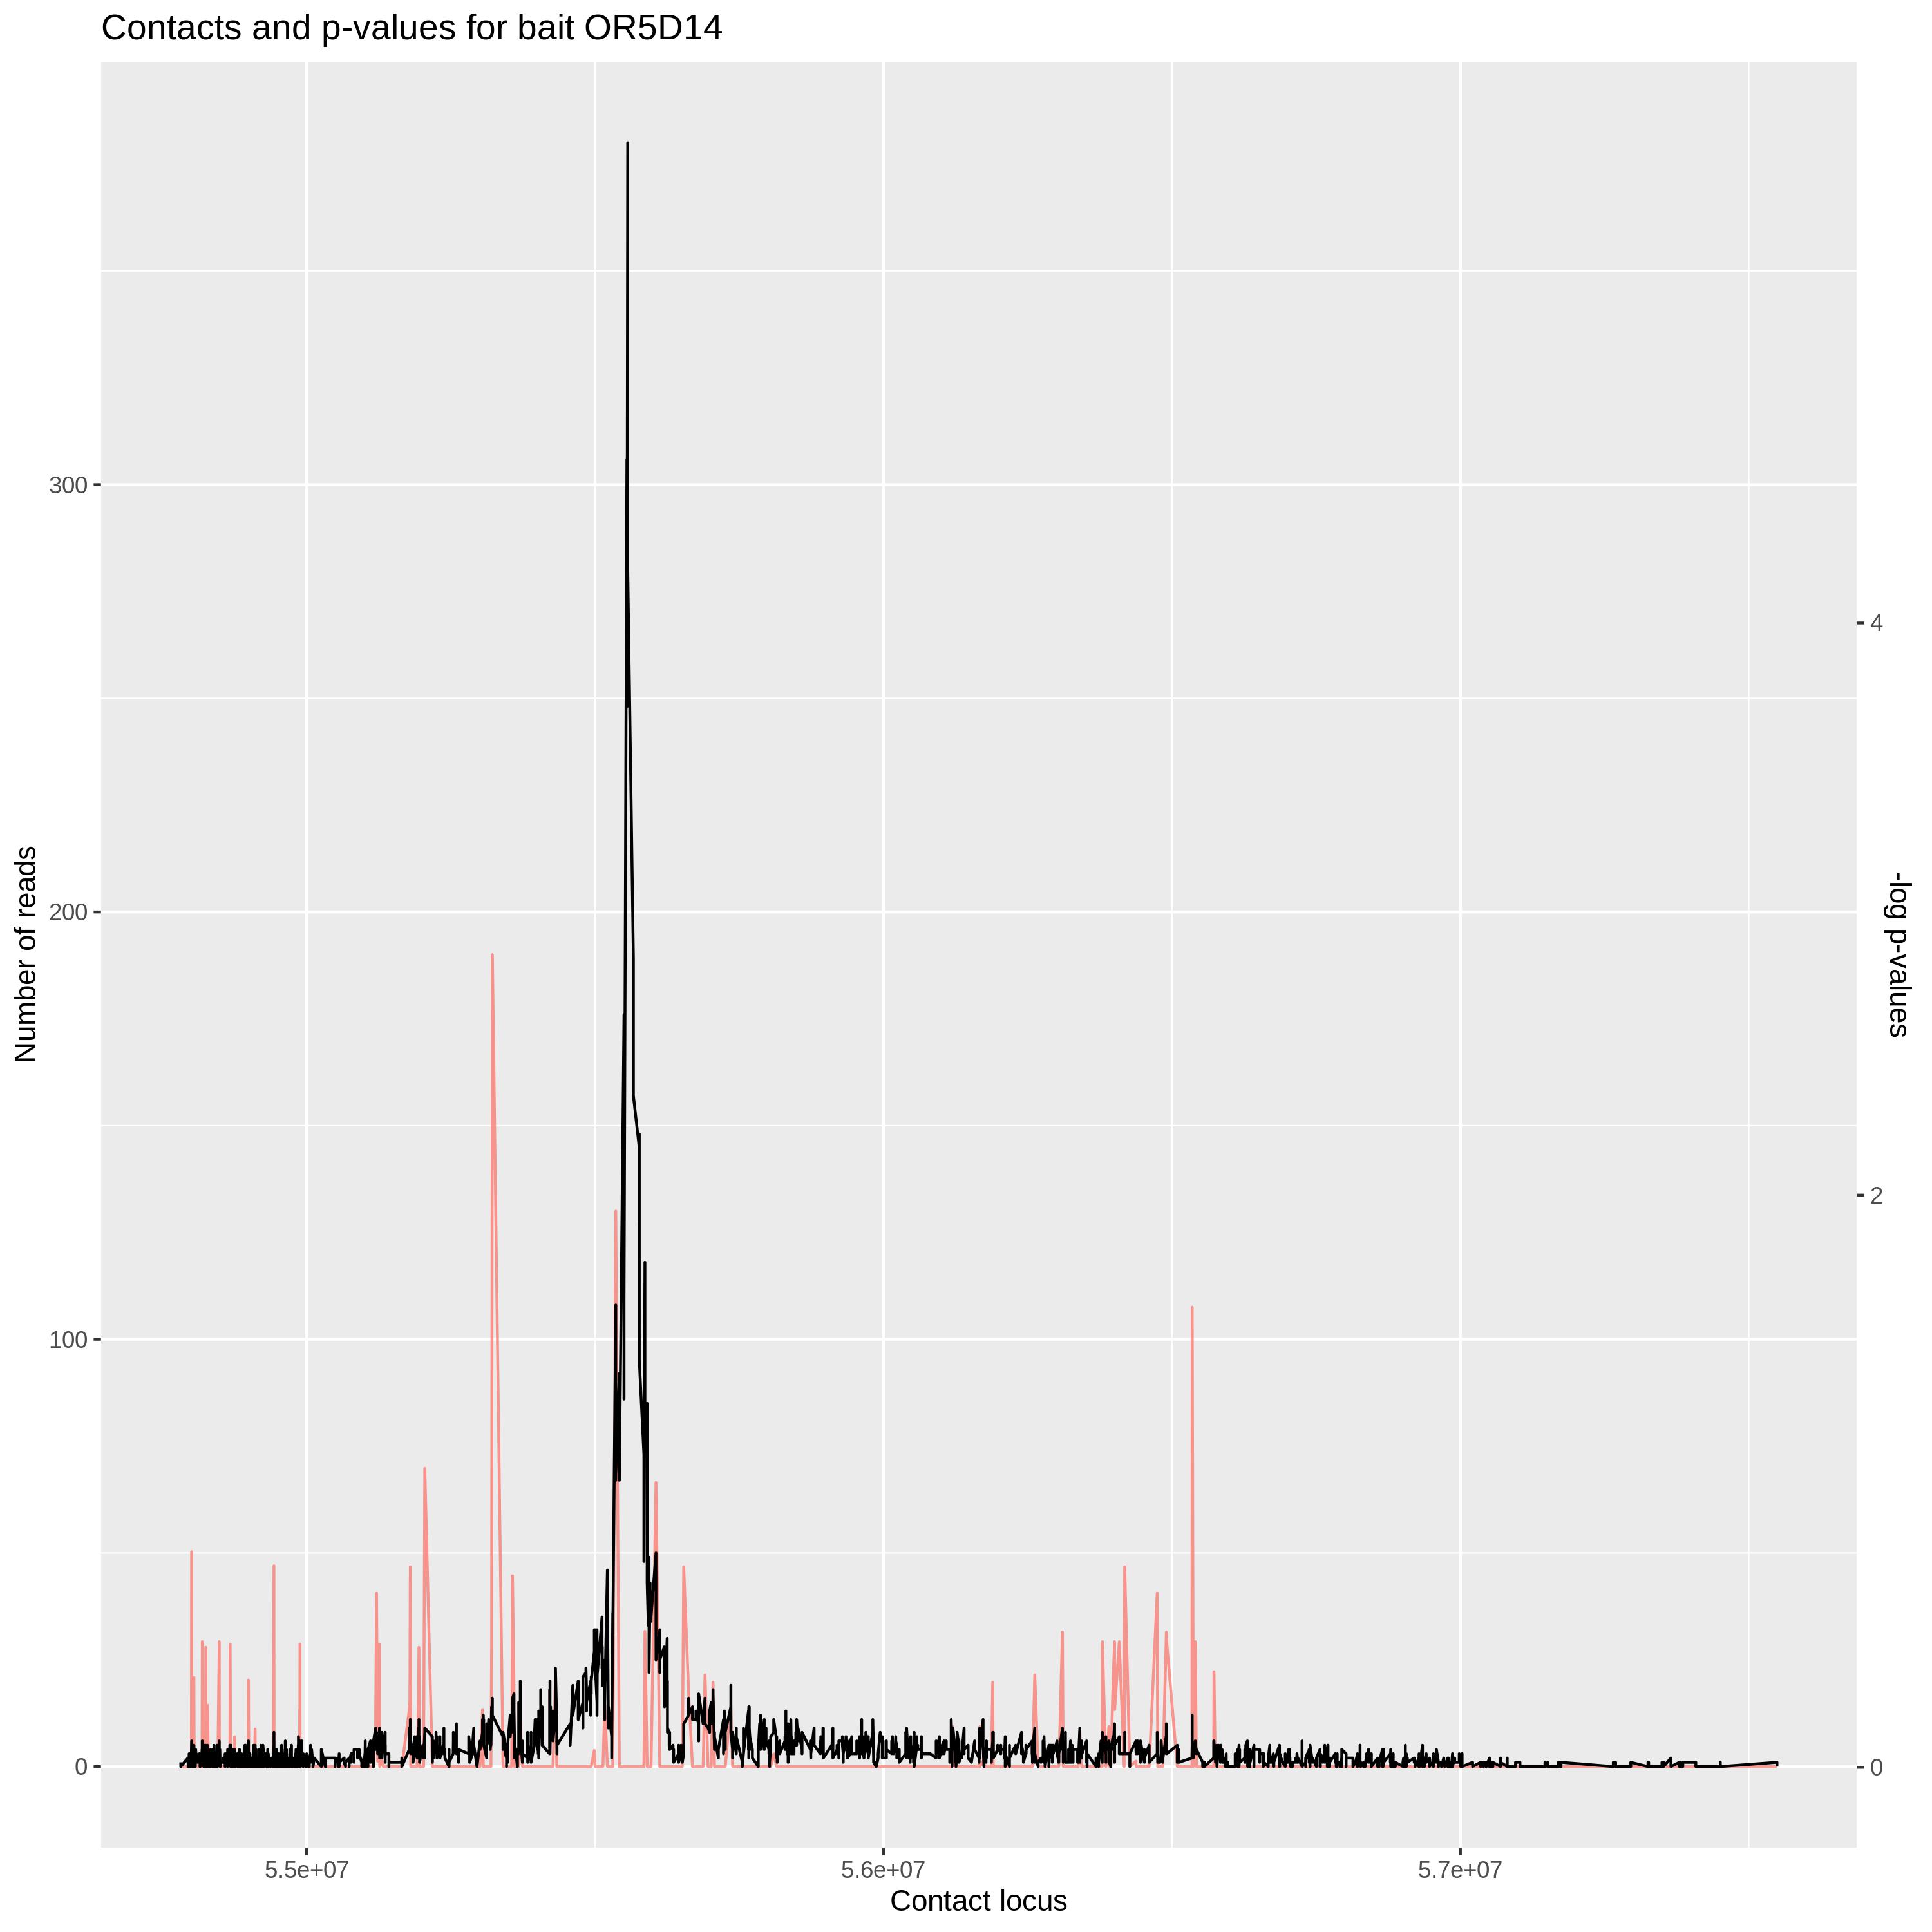 Contacts and p-values for bait OR5D14
Number of reads
300
200
100
0
4
2
0
-log p-values
5.5e+07
5.6e+07
5.7e+07
Contact locus